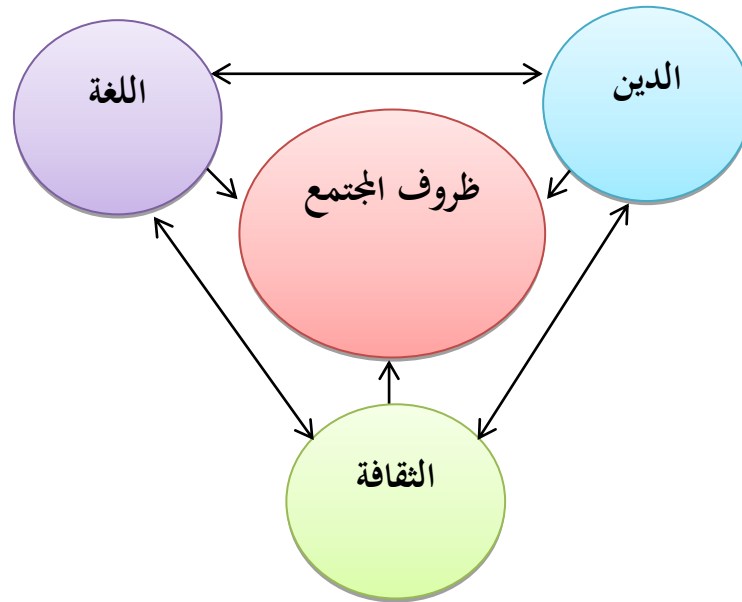 الدين
اللغة
ظروف المجتمع
الثقافة